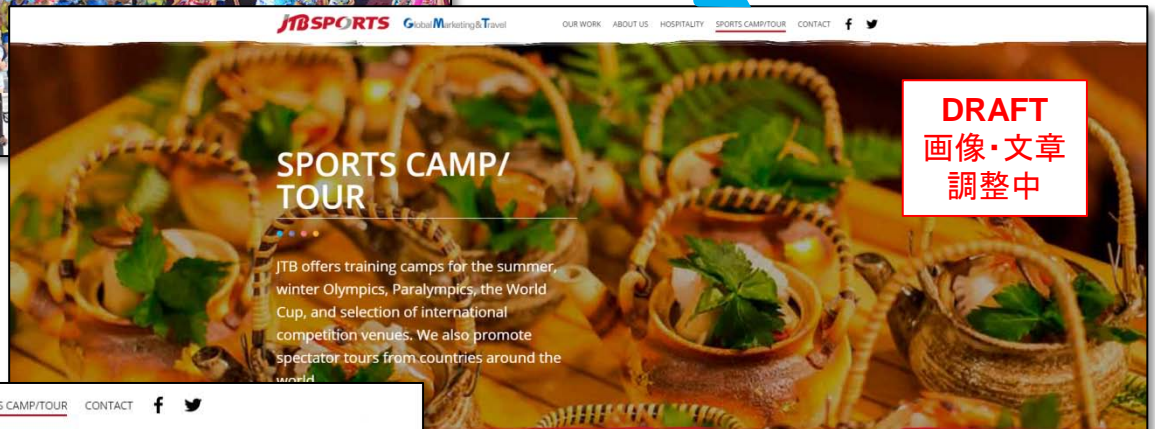 JTBSPORTS Global Marketing & Travel
OUR WORK ABOUT US HOSPITALITY SPORTS CAMP/TOUR CONTACT
DRAFT
画像・文章
調整中
SPORTS CAMP/
TOUR
JTB offers training camps for the summer,
winter Olympics, Paralympics, the World
Cup, and selection of international
competition venues. We also promote
spectator tours from countries around the
world
CAMP/TOUR CONTACT